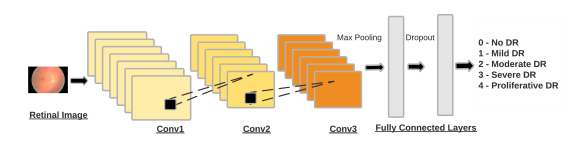 Max Pooling
Dropout
0 - No DR
1 - Mild DR
2 - Moderate DR
3 - Severe DR
4 - Proliferative DR
Retinal Image
Conv1
Conv2
Conv3
Fully Connected Layers